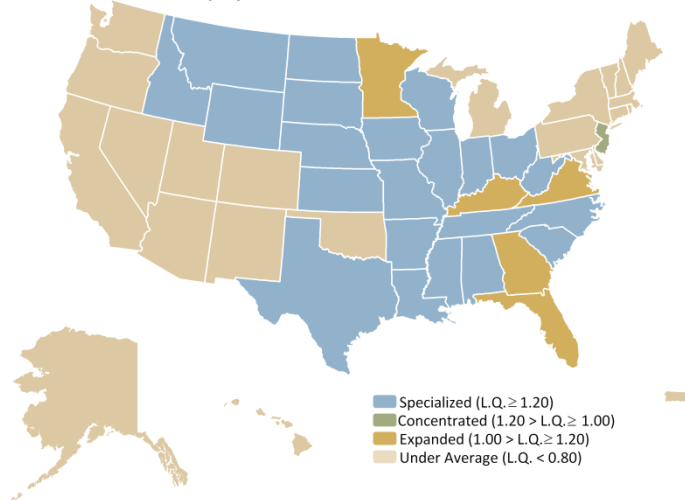 Specialized (L.Q. ≥ 1.20)
Concentrated (1.20 > L.Q. ≥ 1.00)
Expanded (1.00 > L.Q. ≥ 1.20)
Under Average (L.Q. < 0.80)